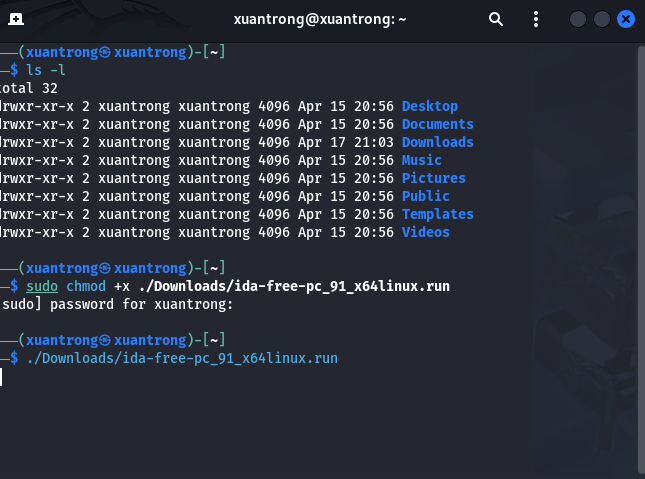 xuantrong@xuantrong: ~
(xuantrong㉿xuantrong)-[~]
$ ls -l
otal 32
drwxr-xr-x 2 xuantrong xuantrong 4096 Apr 15 20:56 Desktop
drwxr-xr-x 2 xuantrong xuantrong 4096 Apr 15 20:56 Documents
drwxr-xr-x 2 xuantrong xuantrong 4096 Apr 17 21:03 Downloads
drwxr-xr-x 2 xuantrong xuantrong 4096 Apr 15 20:56 Music
drwxr-xr-x 2 xuantrong xuantrong 4096 Apr 15 20:56 Pictures
drwxr-xr-x 2 xuantrong xuantrong 4096 Apr 15 20:56 Public
drwxr-xr-x 2 xuantrong xuantrong 4096 Apr 15 20:56 Templates
drwxr-xr-x 2 xuantrong xuantrong 4096 Apr 15 20:56 Videos
(xuantrong㉿xuantrong)-[~]
$ sudo chmod +x ./Downloads/ida-free-pc_91_x64linux.run
[sudo] password for xuantrong:
(xuantrong㉿xuantrong)-[~]
$ ./Downloads/ida-free-pc_91_x64linux.run